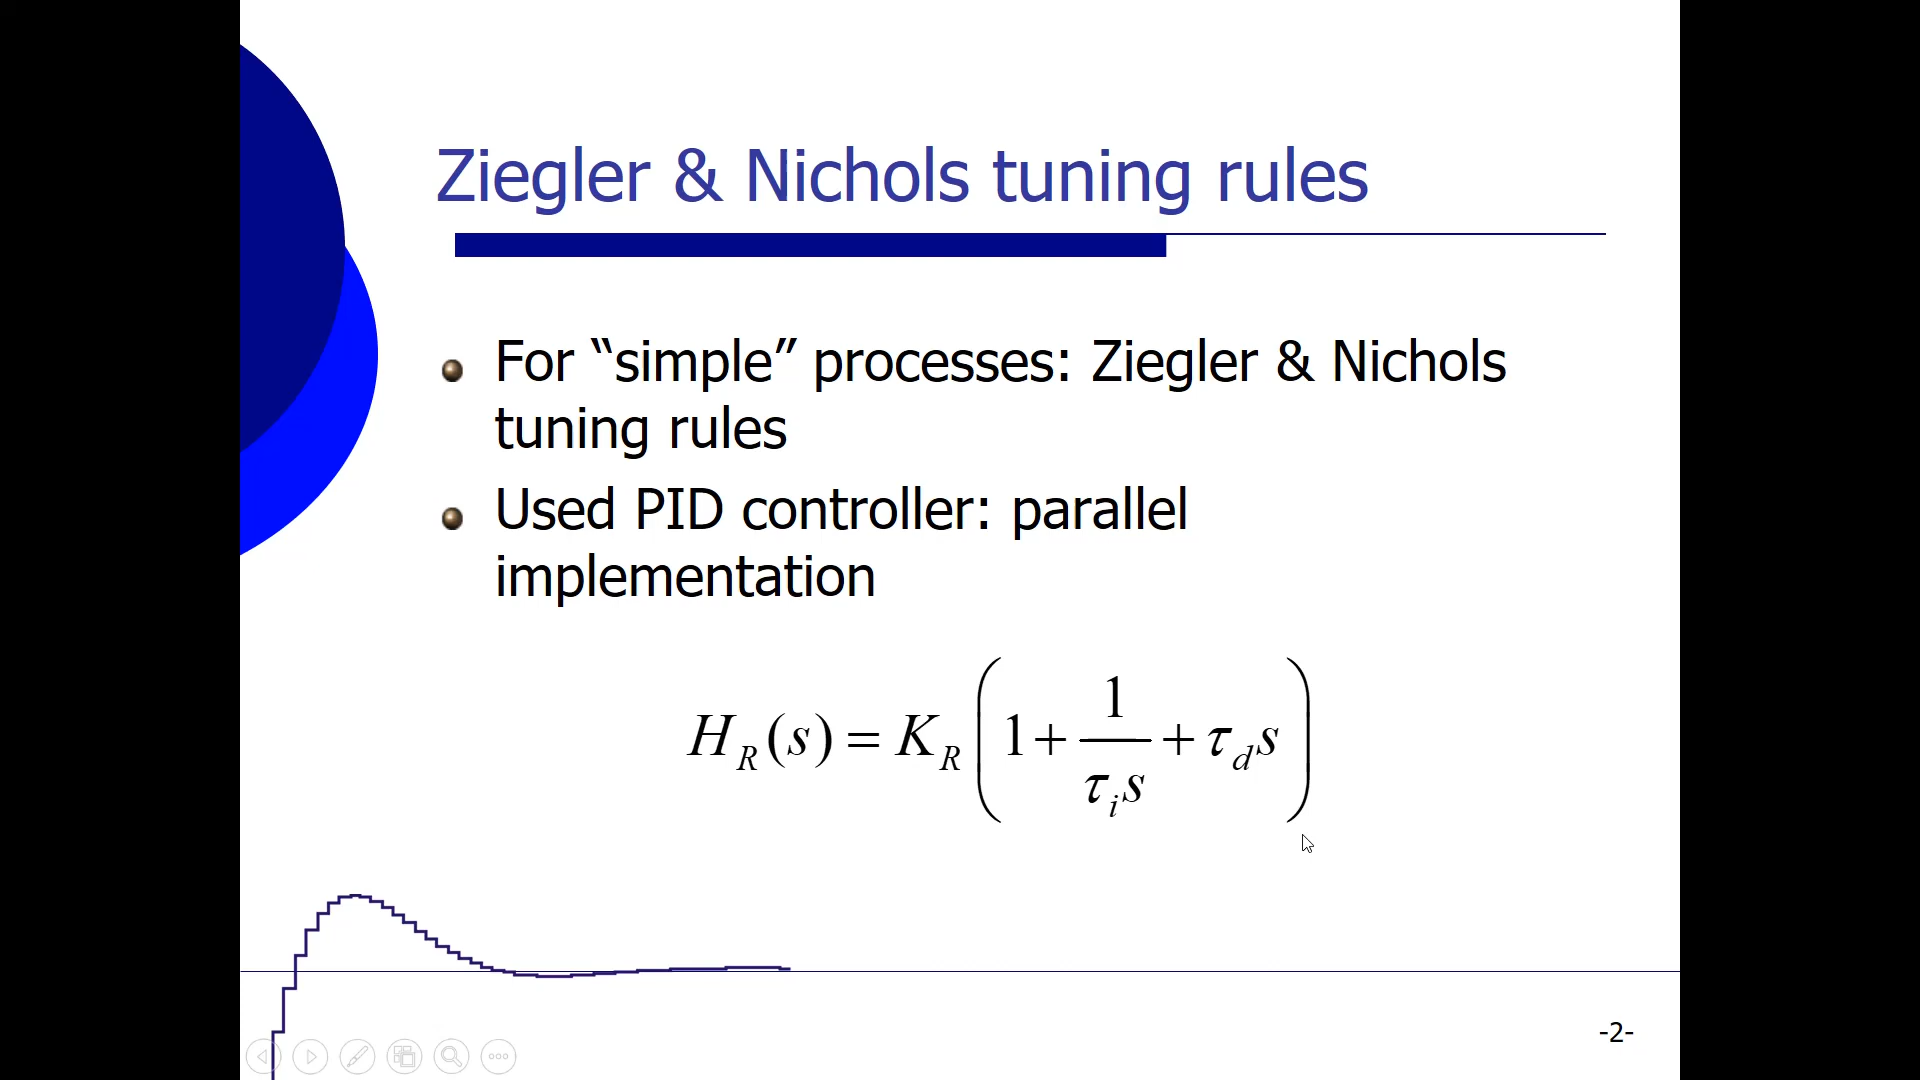 Ziegler & Nichols tuning rules
For “simple” processes: Ziegler & Nichols
tuning rules
Used PID controller: parallel
implementation
H_R(s) = K_R(1 + 1/(τ_i s) + τ_d s)
-2-